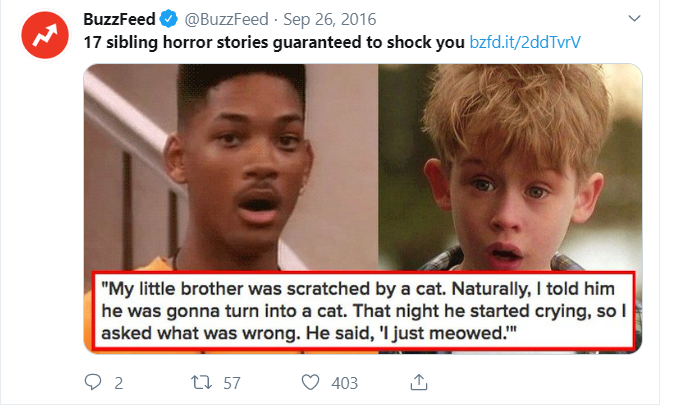 BuzzFeed @BuzzFeed · Sep 26, 2016
17 sibling horror stories guaranteed to shock you bzfd.it/2ddTvrV
"My little brother was scratched by a cat. Naturally, I told him
he was gonna turn into a cat. That night he started crying, so I
asked what was wrong. He said, 'I just meowed.'"
2 57 403